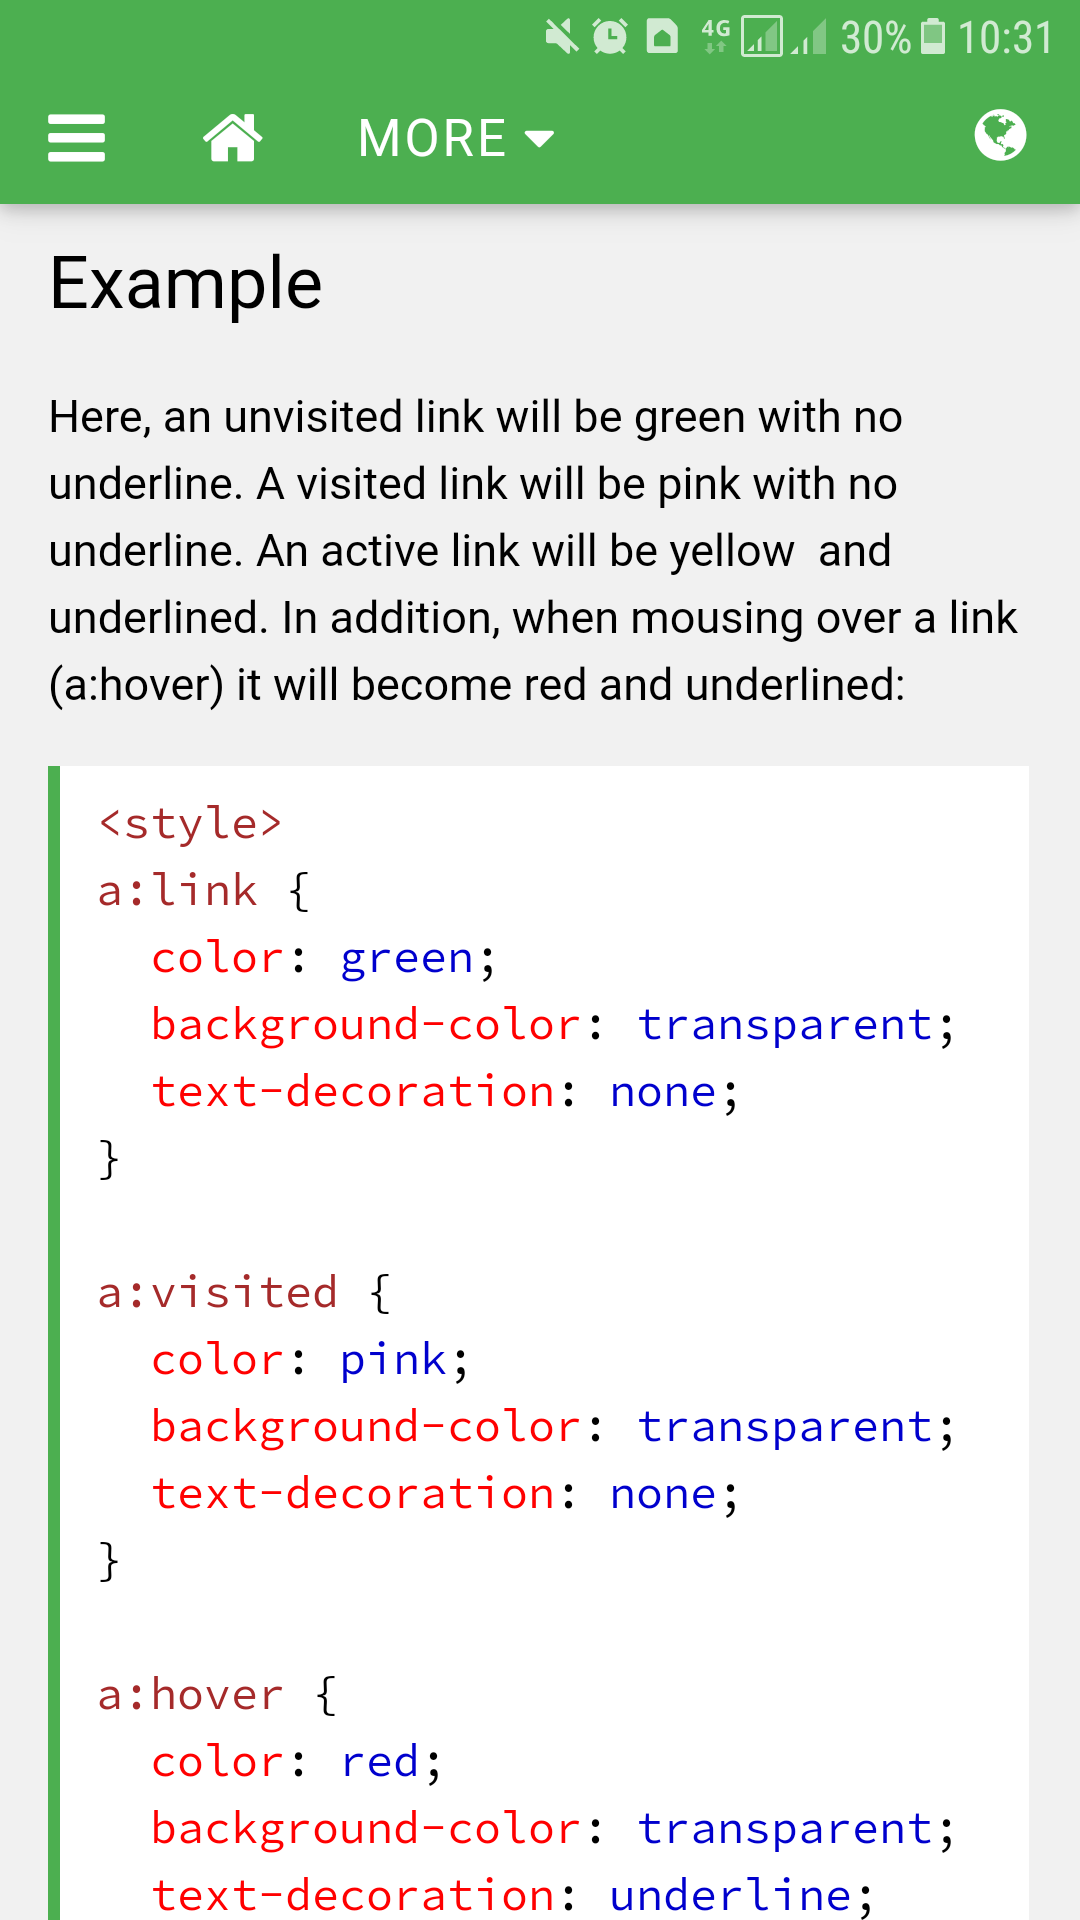 4G 30% 10:31
MORE
Example
Here, an unvisited link will be green with no
underline. A visited link will be pink with no
underline. An active link will be yellow  and
underlined. In addition, when mousing over a link
(a:hover) it will become red and underlined:
<style>
a:link {
  color: green;
  background-color: transparent;
  text-decoration: none;
}
a:visited {
  color: pink;
  background-color: transparent;
  text-decoration: none;
}
a:hover {
  color: red;
  background-color: transparent;
  text-decoration: underline;